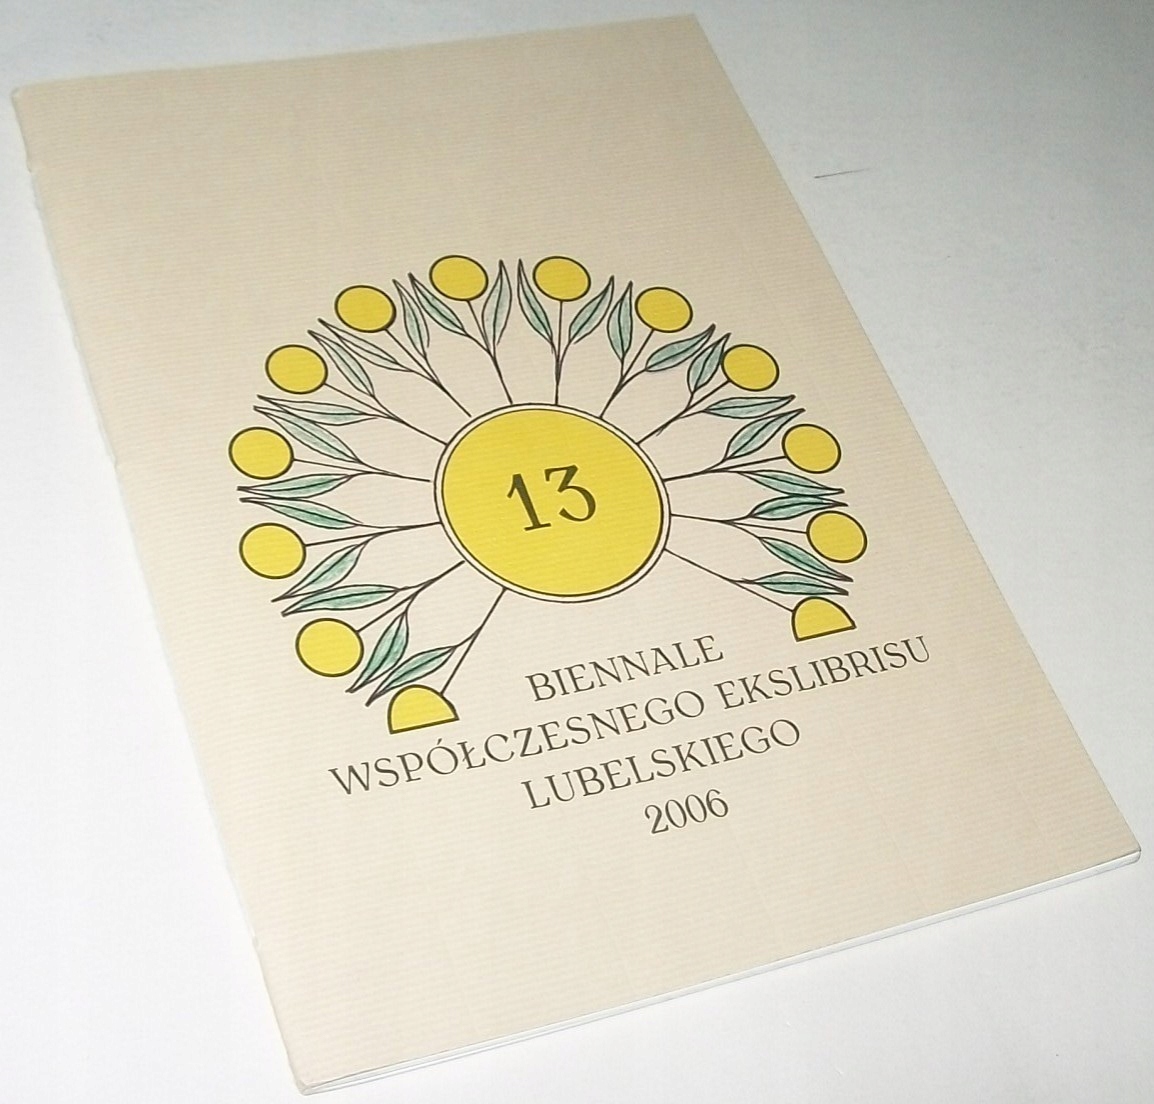 13
BIENNALE
WSPÓŁCZESNEGO EKSLIBRISU
LUBELSKIEGO
2006